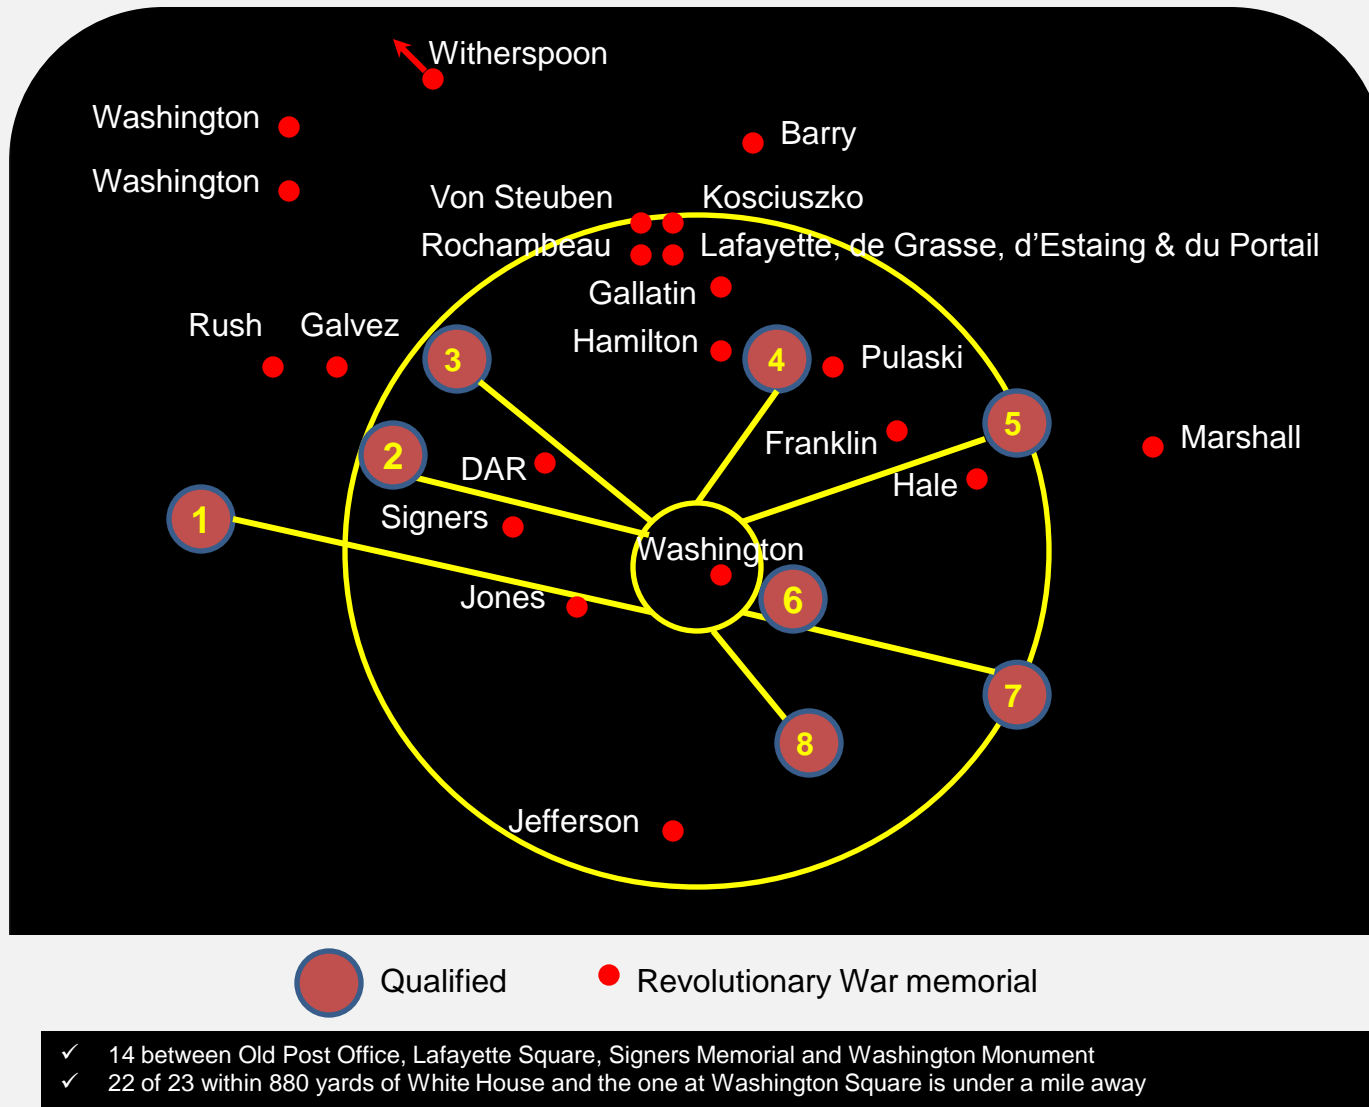 Witherspoon
Washington
Barry
Washington
Von Steuben
Kosciuszko
Rochambeau
Lafayette, de Grasse, d'Estaing & du Portail
Gallatin
Rush
Galvez
Hamilton
3
4
Pulaski
5
Franklin
Marshall
2
DAR
Hale
1
Signers
Washington
Jones
6
7
8
Jefferson
Qualified
Revolutionary War memorial
✓ 14 between Old Post Office, Lafayette Square, Signers Memorial and Washington Monument
✓ 22 of 23 within 880 yards of White House and the one at Washington Square is under a mile away